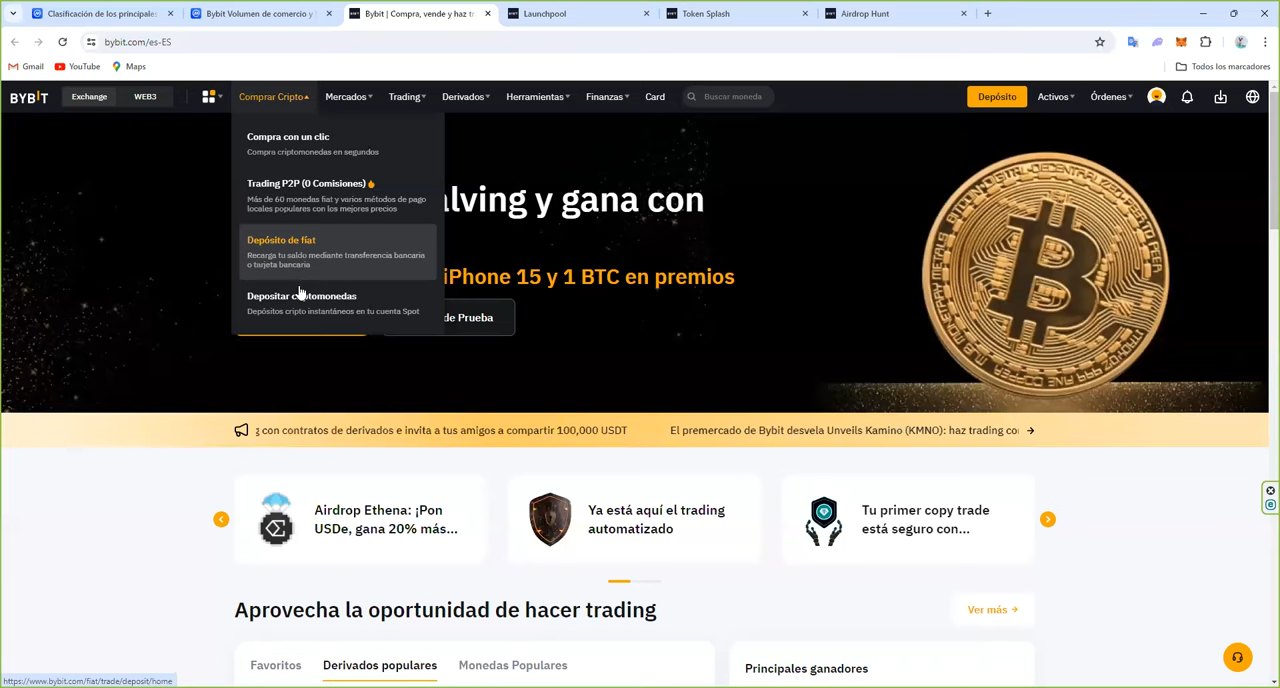 Clasificación de los principales
Bybit Volumen de comercio y
Bybit | Compra, vende y haz tr
Launchpool
Token Splash
Airdrop Hunt
bybit.com/es-ES
Gmail
YouTube
Maps
Todos los marcadores
BYBIT
Exchange
WEB3
Comprar Cripto
Mercados
Trading
Derivados
Herramientas
Finanzas
Card
Buscar moneda
Depósito
Activos
Órdenes
Compra con un clic
Compra criptomonedas en segundos
Trading P2P (0 Comisiones)
Más de 60 monedas fiat y varios métodos de pago
locales populares con los mejores precios
Depósito de fíat
Recarga tu saldo mediante transferencia bancaria
o tarjeta bancaria
Depositar criptomonedas
Depósitos cripto instantáneos en tu cuenta Spot
alving y gana con
iPhone 15 y 1 BTC en premios
de Prueba
g con contratos de derivados e invita a tus amigos a compartir 100,000 USDT
El premercado de Bybit desvela Unveils Kamino (KMNO): haz trading co
Airdrop Ethena: ¡Pon
USDe, gana 20% más...
Ya está aquí el trading
automatizado
Tu primer copy trade
está seguro con...
Aprovecha la oportunidad de hacer trading
Ver más
Favoritos
Derivados populares
Monedas Populares
Principales ganadores
https://www.bybit.com/fiat/trade/deposit/home